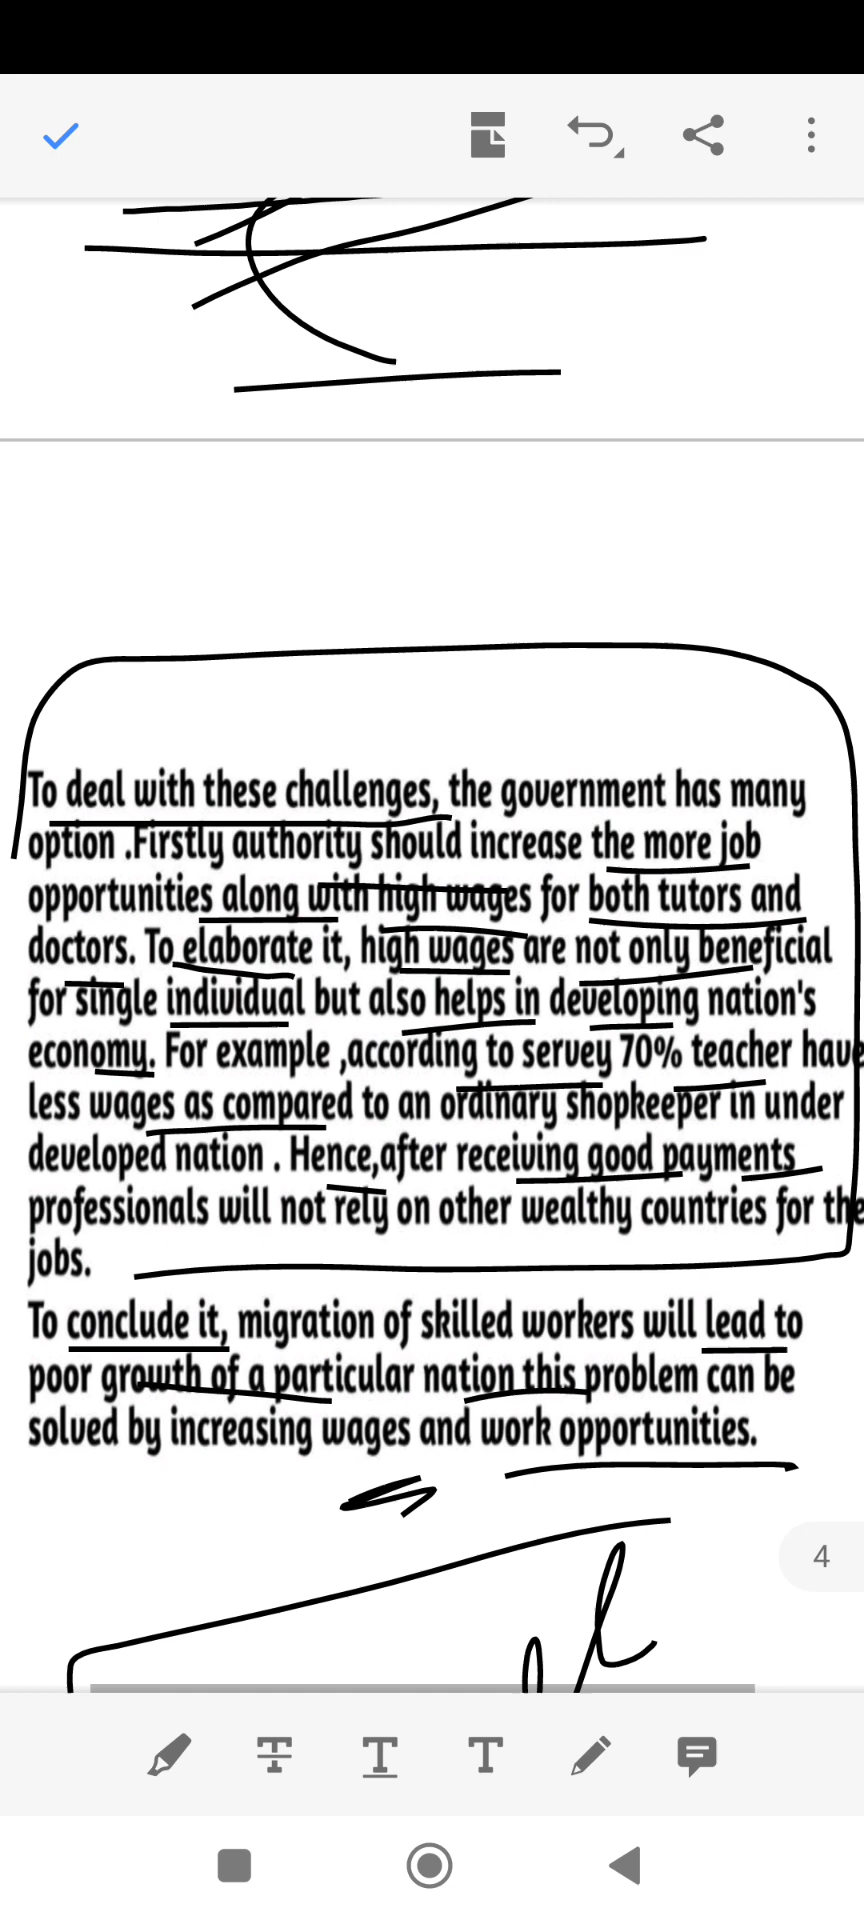 To deal with these challenges, the government has many
option .Firstly authority should increase the more job
opportunities along with high wages for both tutors and
doctors. To elaborate it, high wages are not only beneficial
for single individual but also helps in developing nation's
economy. For example ,according to servey 70% teacher have
less wages as compared to an ordinary shopkeeper in under
developed nation . Hence,after receiving good payments
professionals will not rely on other wealthy countries for the
jobs.
To conclude it, migration of skilled workers will lead to
poor growth of a particular nation this problem can be
solved by increasing wages and work opportunities.
4